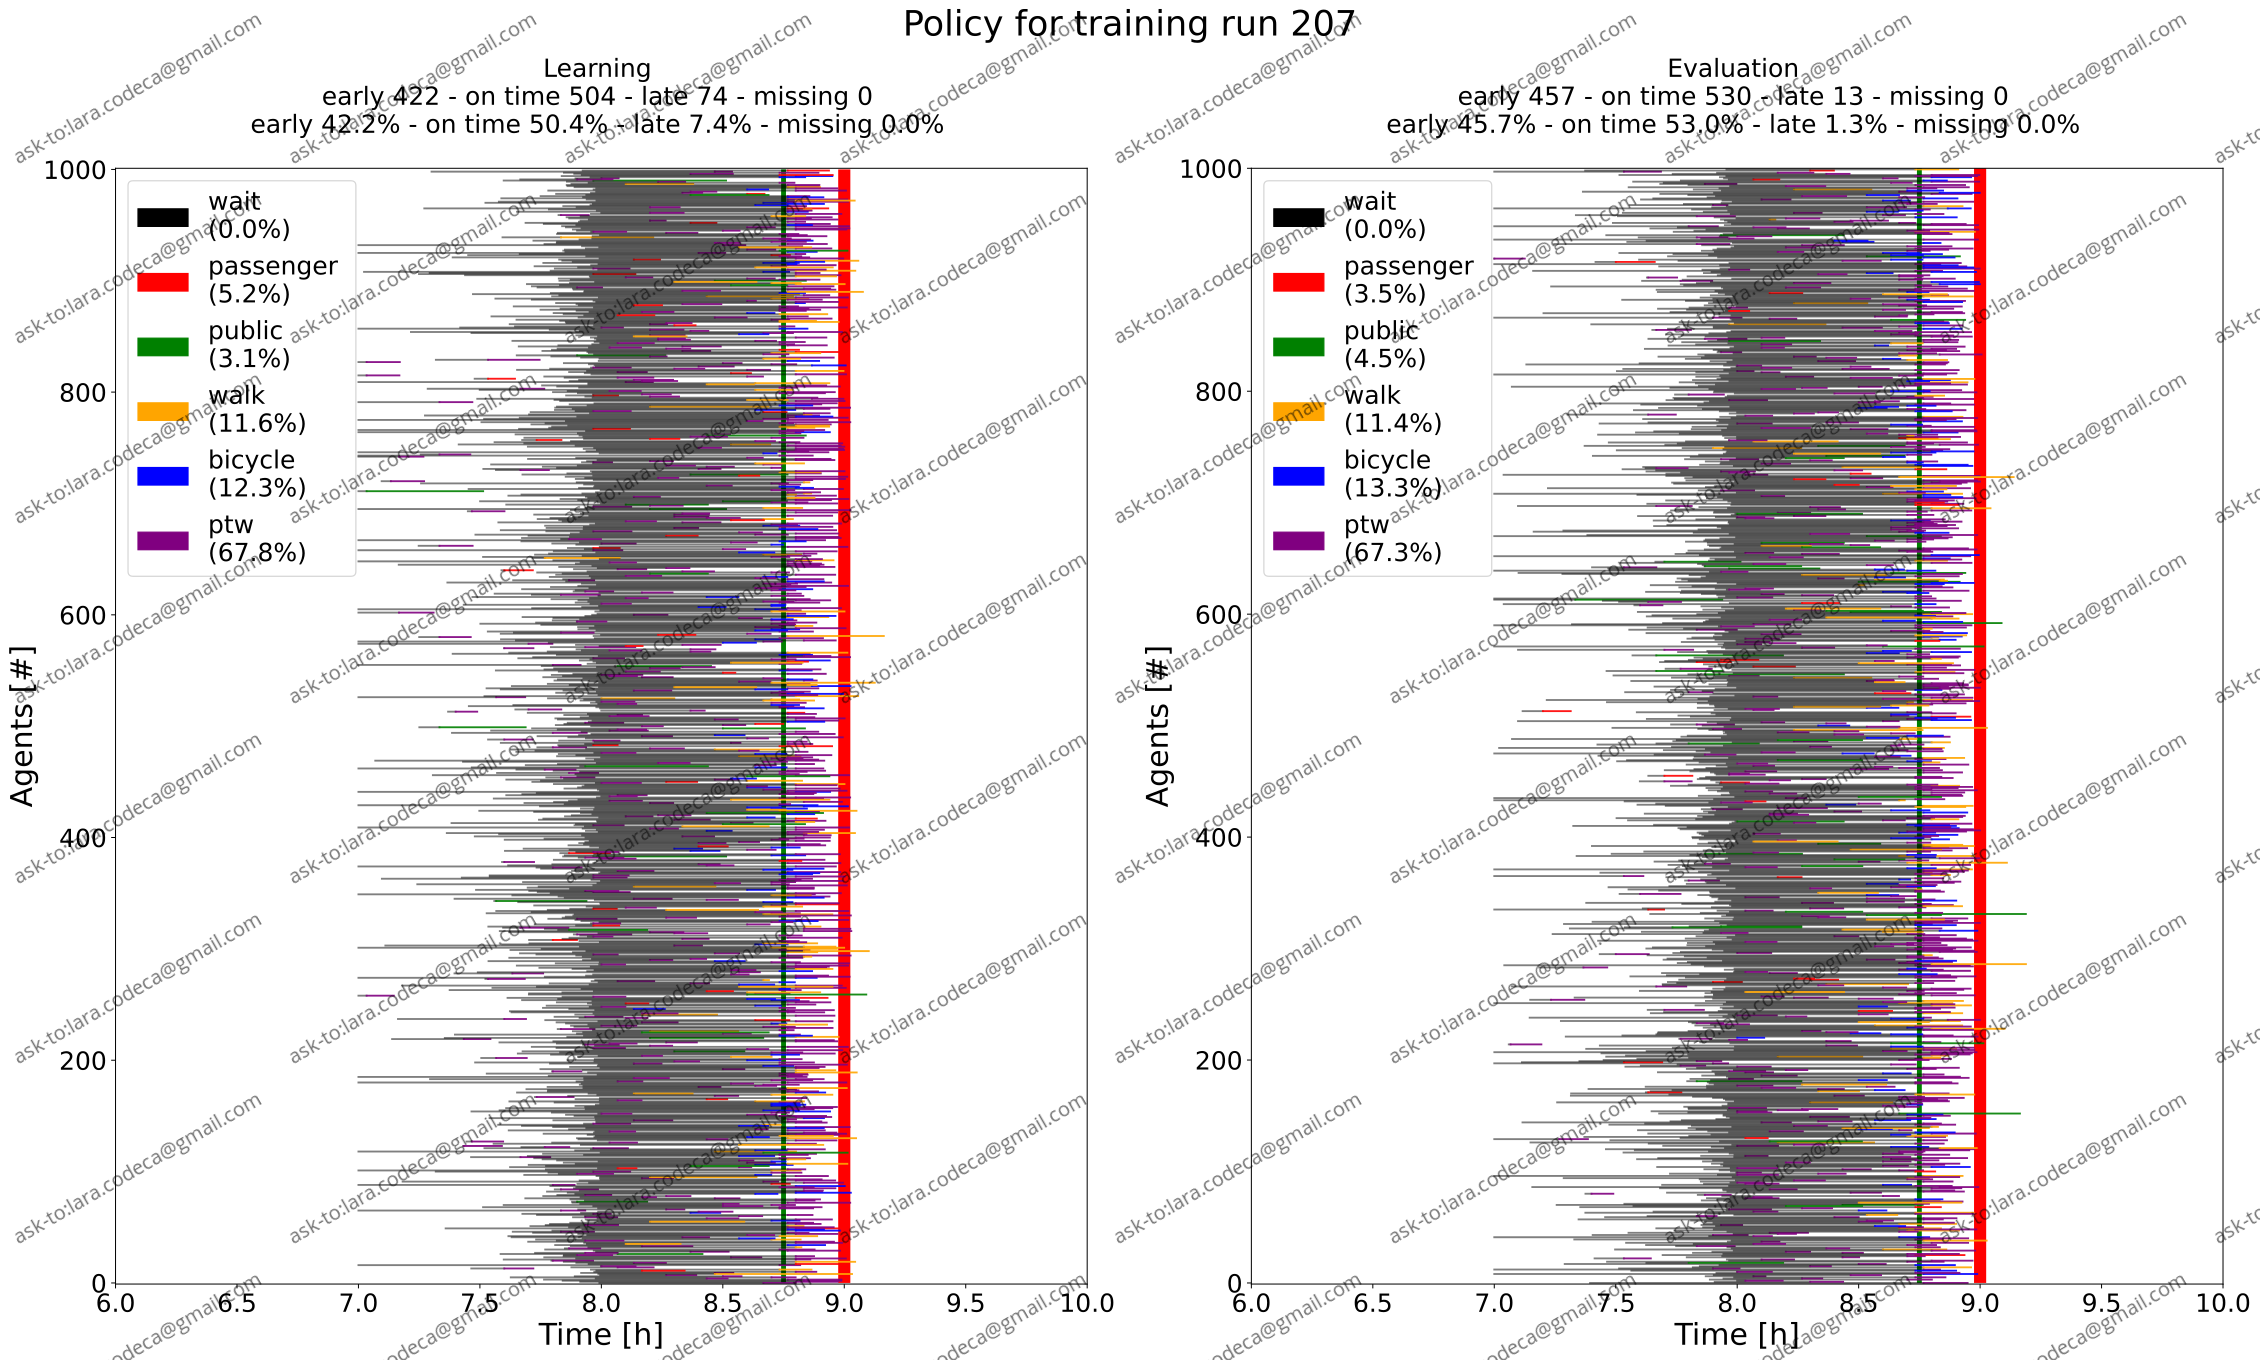 Policy for training run 207
Learning
early 422 - on time 504 - late 74 - missing 0
early 42.2% - on time 50.4% - late 7.4% - missing 0.0%
1000
800
600
400
200
0
Agents [#]
wait
(0.0%)
passenger
(5.2%)
public
(3.1%)
walk
(11.6%)
bicycle
(12.3%)
ptw
(67.8%)
6.0 6.5 7.0 7.5 8.0 8.5 9.0 9.5 10.0
Time [h]
Evaluation
early 457 - on time 530 - late 13 - missing 0
early 45.7% - on time 53.0% - late 1.3% - missing 0.0%
1000
800
600
400
200
0
Agents [#]
wait
(0.0%)
passenger
(3.5%)
public
(4.5%)
walk
(11.4%)
bicycle
(13.3%)
ptw
(67.3%)
6.0 6.5 7.0 7.5 8.0 8.5 9.0 9.5 10.0
Time [h]
ask-to:lara.codeca@gmail.com